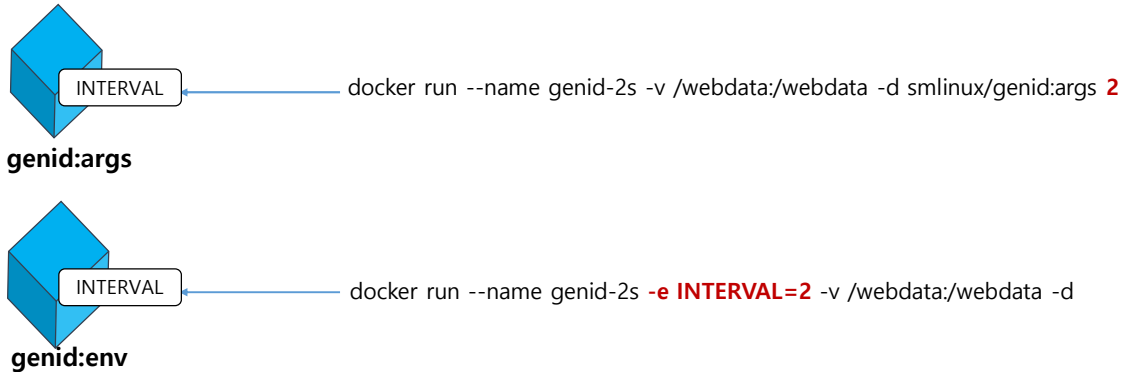 INTERVAL
docker run --name genid-2s -v /webdata:/webdata -d smlinux/genid:args 2
genid:args
INTERVAL
docker run --name genid-2s -e INTERVAL=2 -v /webdata:/webdata -d
genid:env